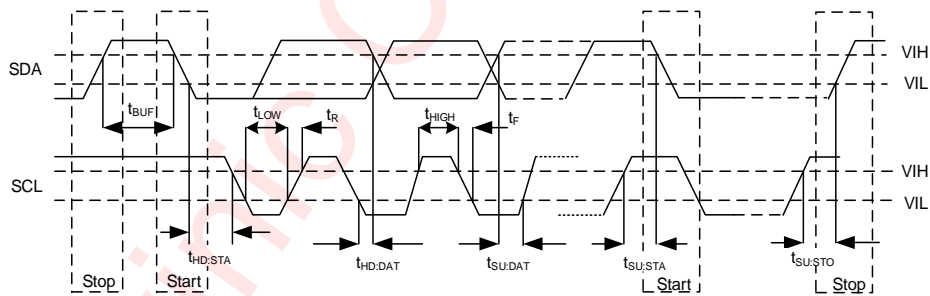 SDA
VIH
VIL
tBUF
tLOW
tR
tHIGH
tF
SCL
VIH
VIL
tHD:STA
tHD:DAT
tSU:DAT
tSU:STA
tSU:STO
Stop
Start
Start
Stop